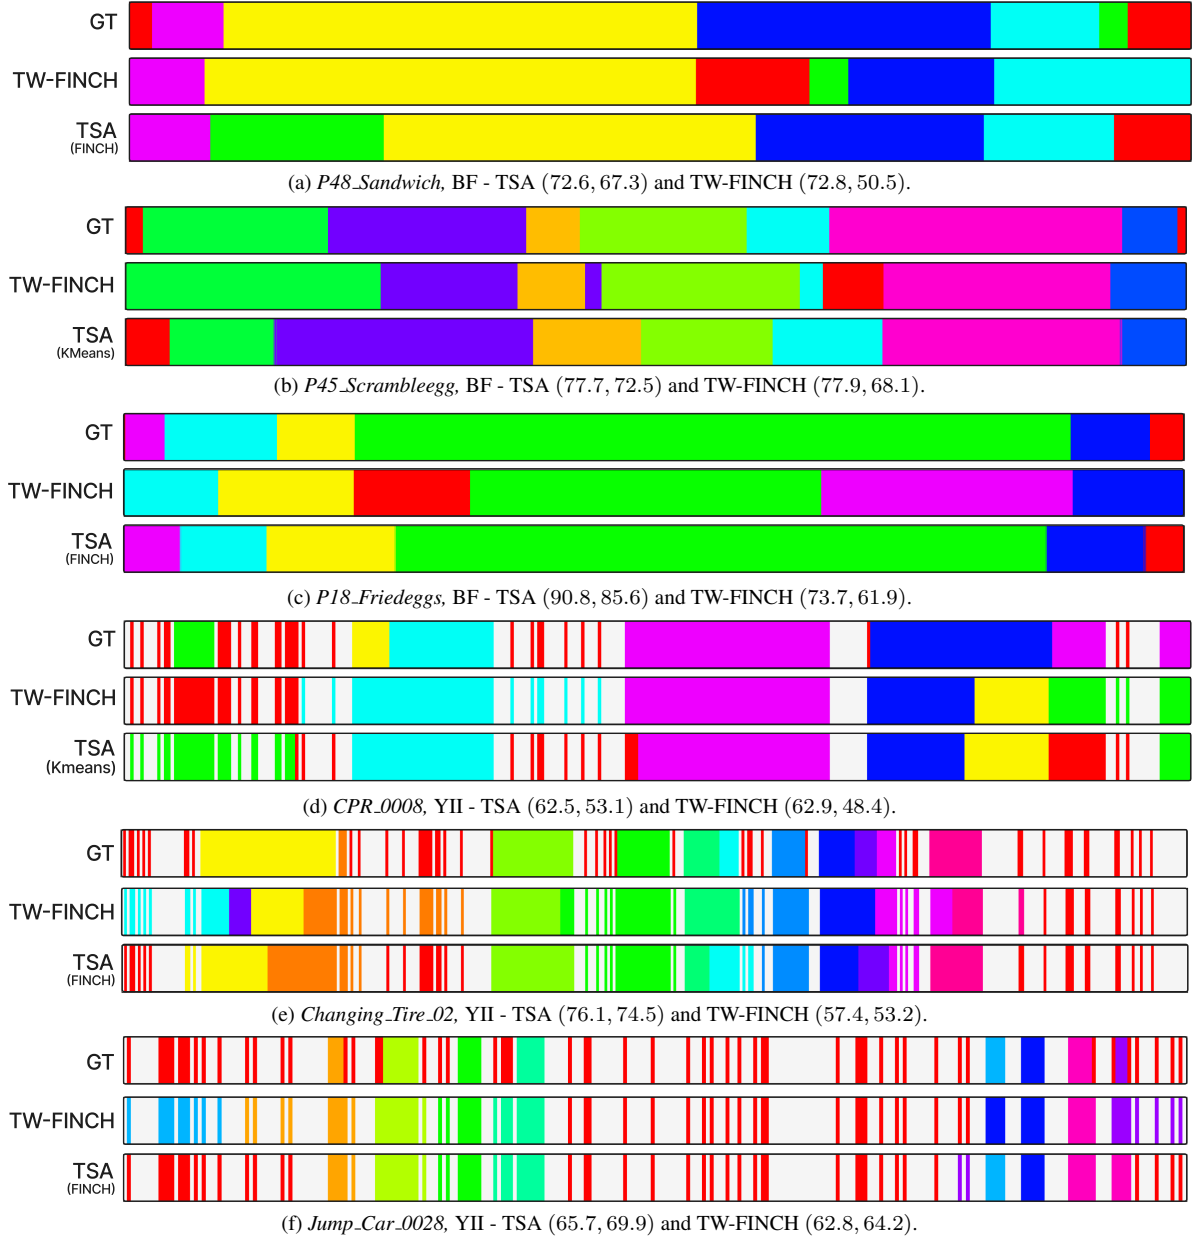 GT
TW-FINCH
TSA
(FINCH)
(a) P48_Sandwich, BF - TSA (72.6, 67.3) and TW-FINCH (72.8, 50.5).
GT
TW-FINCH
TSA
(KMeans)
(b) P45_Scrambleegg, BF - TSA (77.7, 72.5) and TW-FINCH (77.9, 68.1).
GT
TW-FINCH
TSA
(FINCH)
(c) P18_Friedeggs, BF - TSA (90.8, 85.6) and TW-FINCH (73.7, 61.9).
GT
TW-FINCH
TSA
(Kmeans)
(d) CPR_0008, YII - TSA (62.5, 53.1) and TW-FINCH (62.9, 48.4).
GT
TW-FINCH
TSA
(FINCH)
(e) Changing_Tire_02, YII - TSA (76.1, 74.5) and TW-FINCH (57.4, 53.2).
GT
TW-FINCH
TSA
(FINCH)
(f) Jump_Car_0028, YII - TSA (65.7, 69.9) and TW-FINCH (62.8, 64.2).